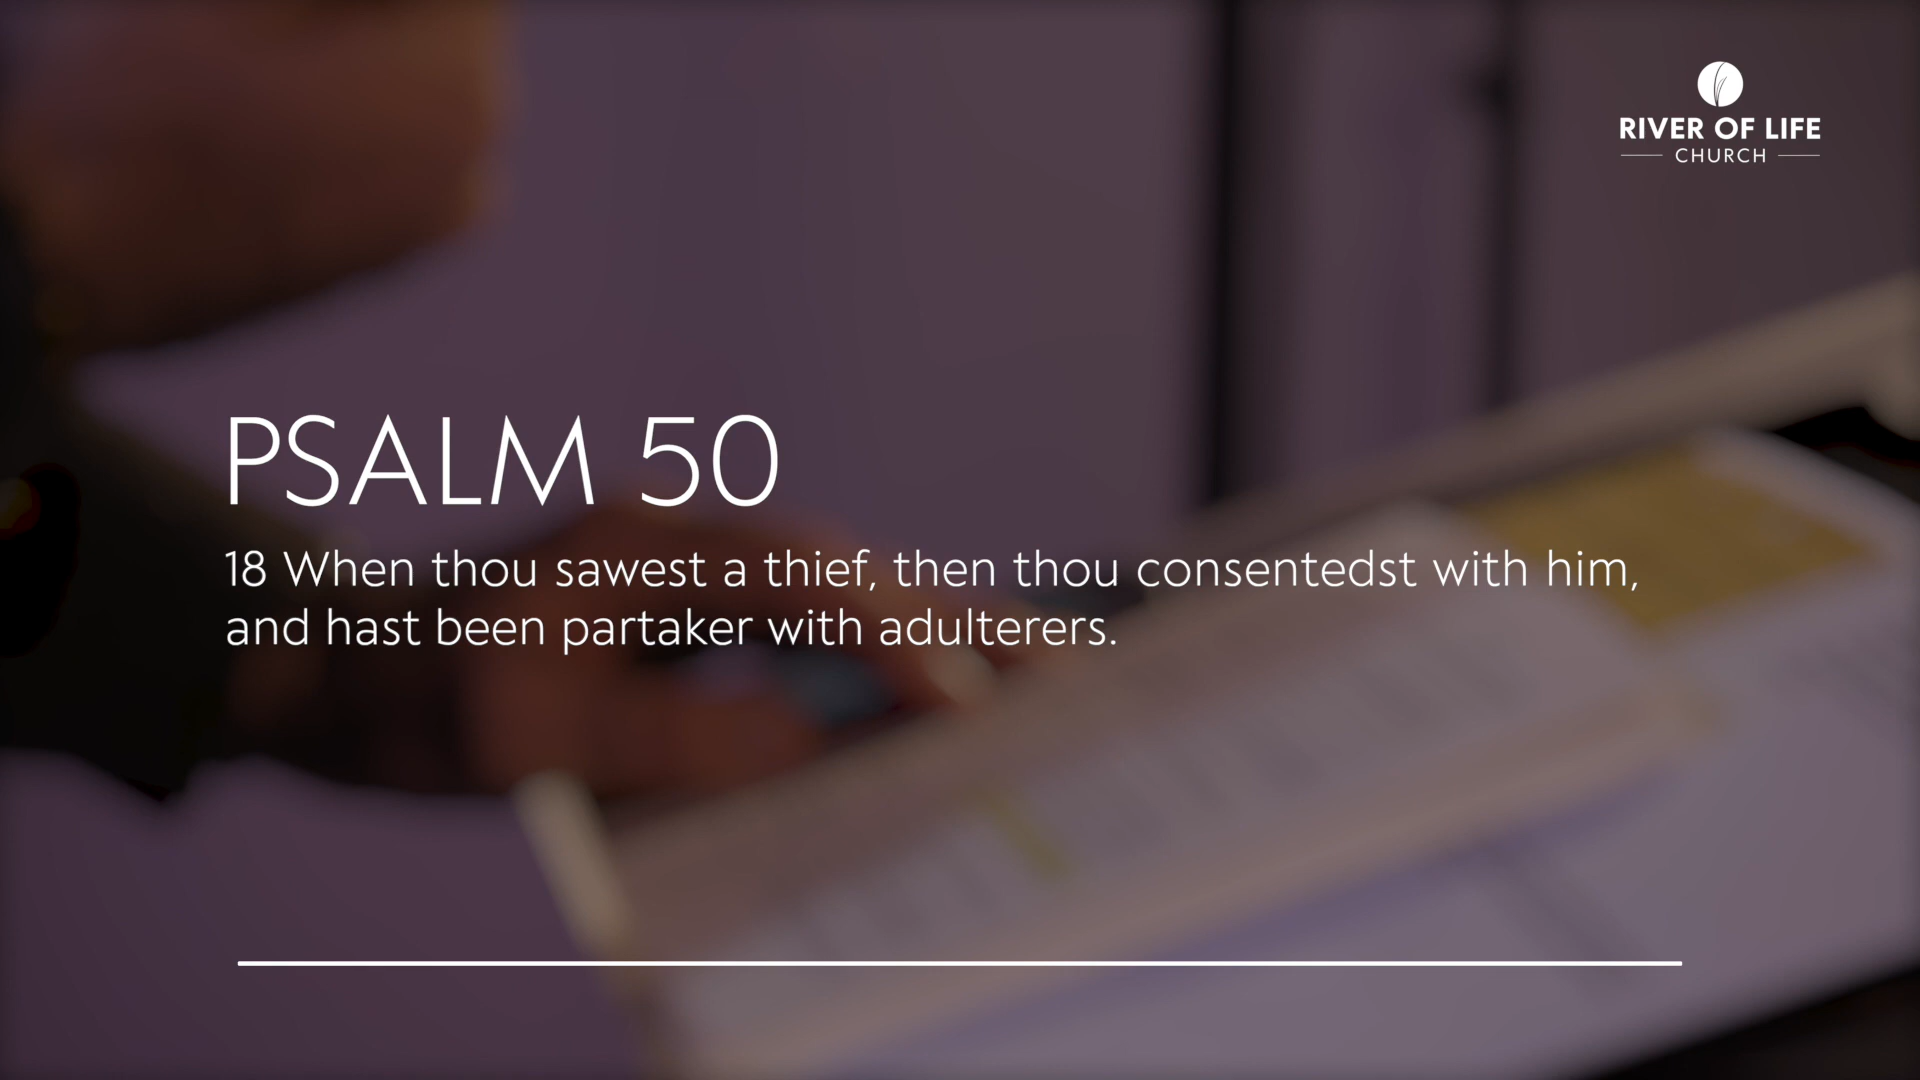 RIVER OF LIFE
CHURCH
PSALM 50
18 When thou sawest a thief, then thou consentedst with him,
and hast been partaker with adulterers.